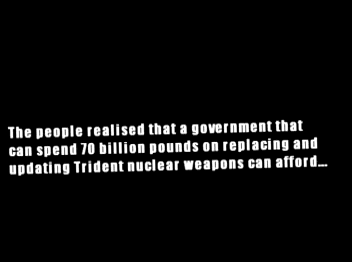 The people realised that a government that
can spend 70 billion pounds on replacing and
updating Trident nuclear weapons can afford...